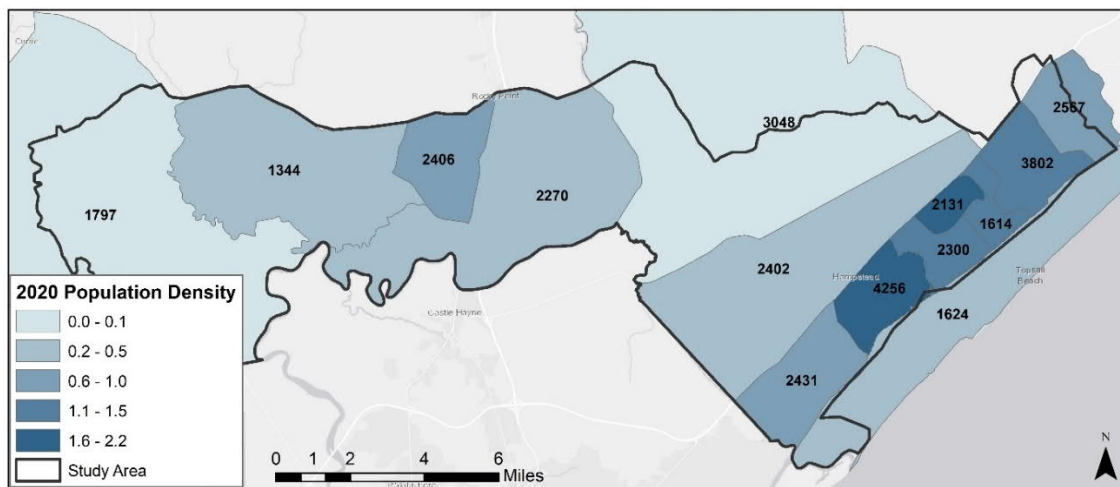 Currie
Rocky Point
2567
3048
3802
2406
1344
2131
2270
1614
1797
2300
2402
Hampstead
Topsail
Beach
4256
1624
2020 Population Density
0.0 - 0.1
0.2 - 0.5
0.6 - 1.0
1.1 - 1.5
1.6 - 2.2
Study Area
Castle Hayne
2431
0
2
4
6
Miles
N